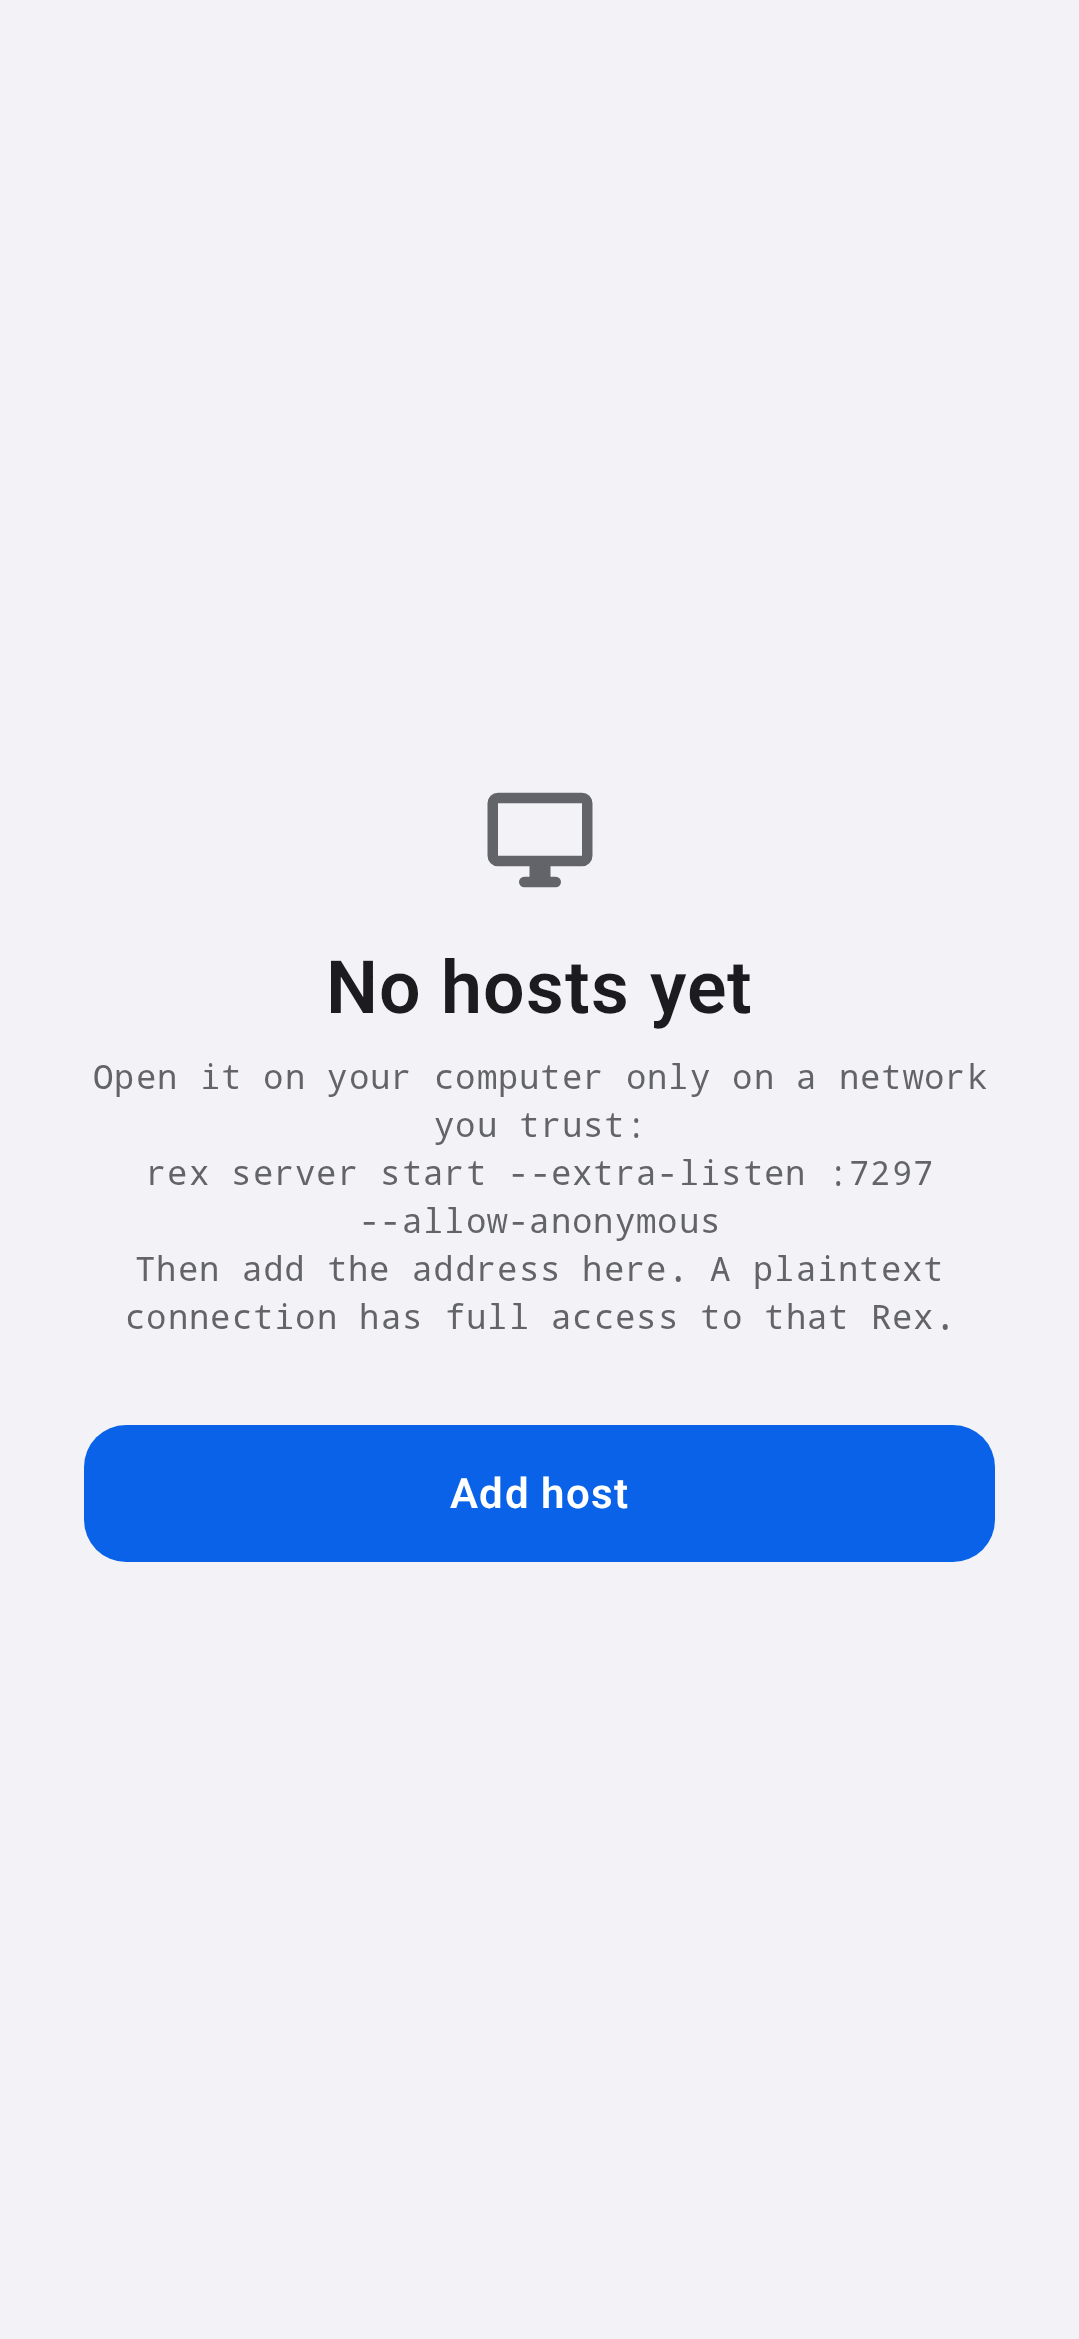 No hosts yet
Open it on your computer only on a network
you trust:
rex server start --extra-listen :7297
--allow-anonymous
Then add the address here. A plaintext
connection has full access to that Rex.
Add host